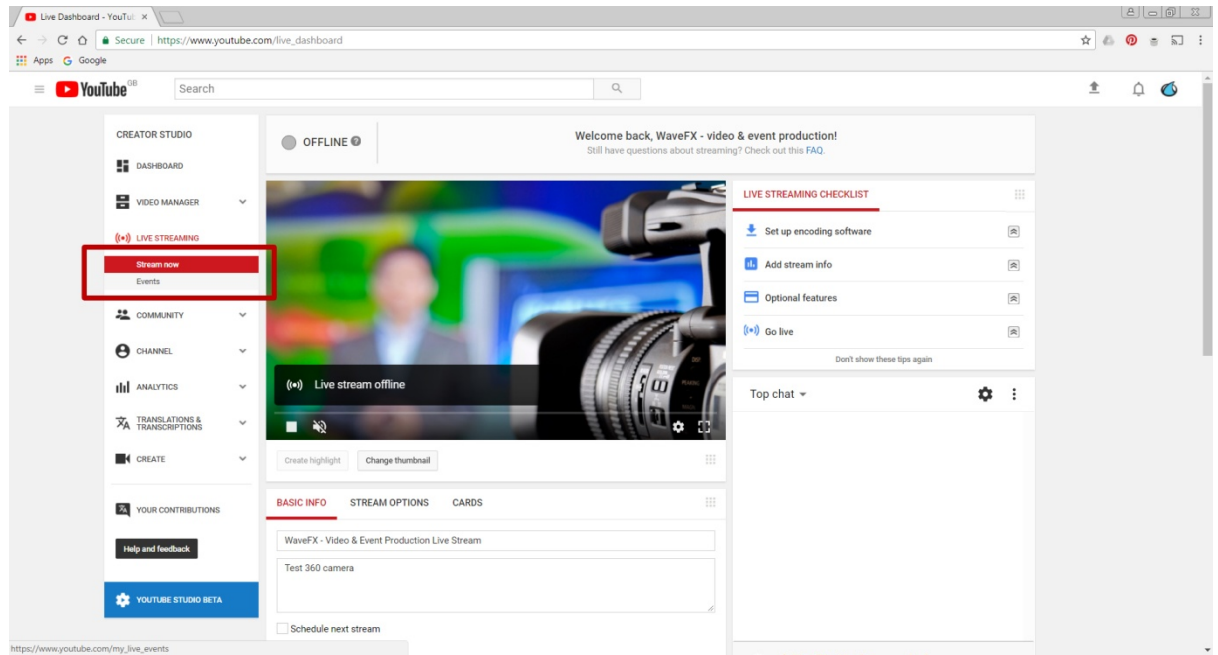 Live Dashboard - YouTu
Secure | https://www.youtube.com/live_dashboard
Apps
Google
YouTube GB
Search
CREATOR STUDIO
DASHBOARD
VIDEO MANAGER
LIVE STREAMING
Stream now
Events
COMMUNITY
CHANNEL
ANALYTICS
TRANSLATIONS &
TRANSCRIPTIONS
CREATE
YOUR CONTRIBUTIONS
Help and feedback
YOUTUBE STUDIO BETA
OFFLINE
Welcome back, WaveFX - video & event production!
Still have questions about streaming? Check out this FAQ.
Live stream offline
Create highlight
Change thumbnail
BASIC INFO
STREAM OPTIONS
CARDS
WaveFX - Video & Event Production Live Stream
Test 360 camera
Schedule next stream
LIVE STREAMING CHECKLIST
Set up encoding software
Add stream info
Optional features
Go live
Don't show these tips again
Top chat
https://www.youtube.com/my_live_events